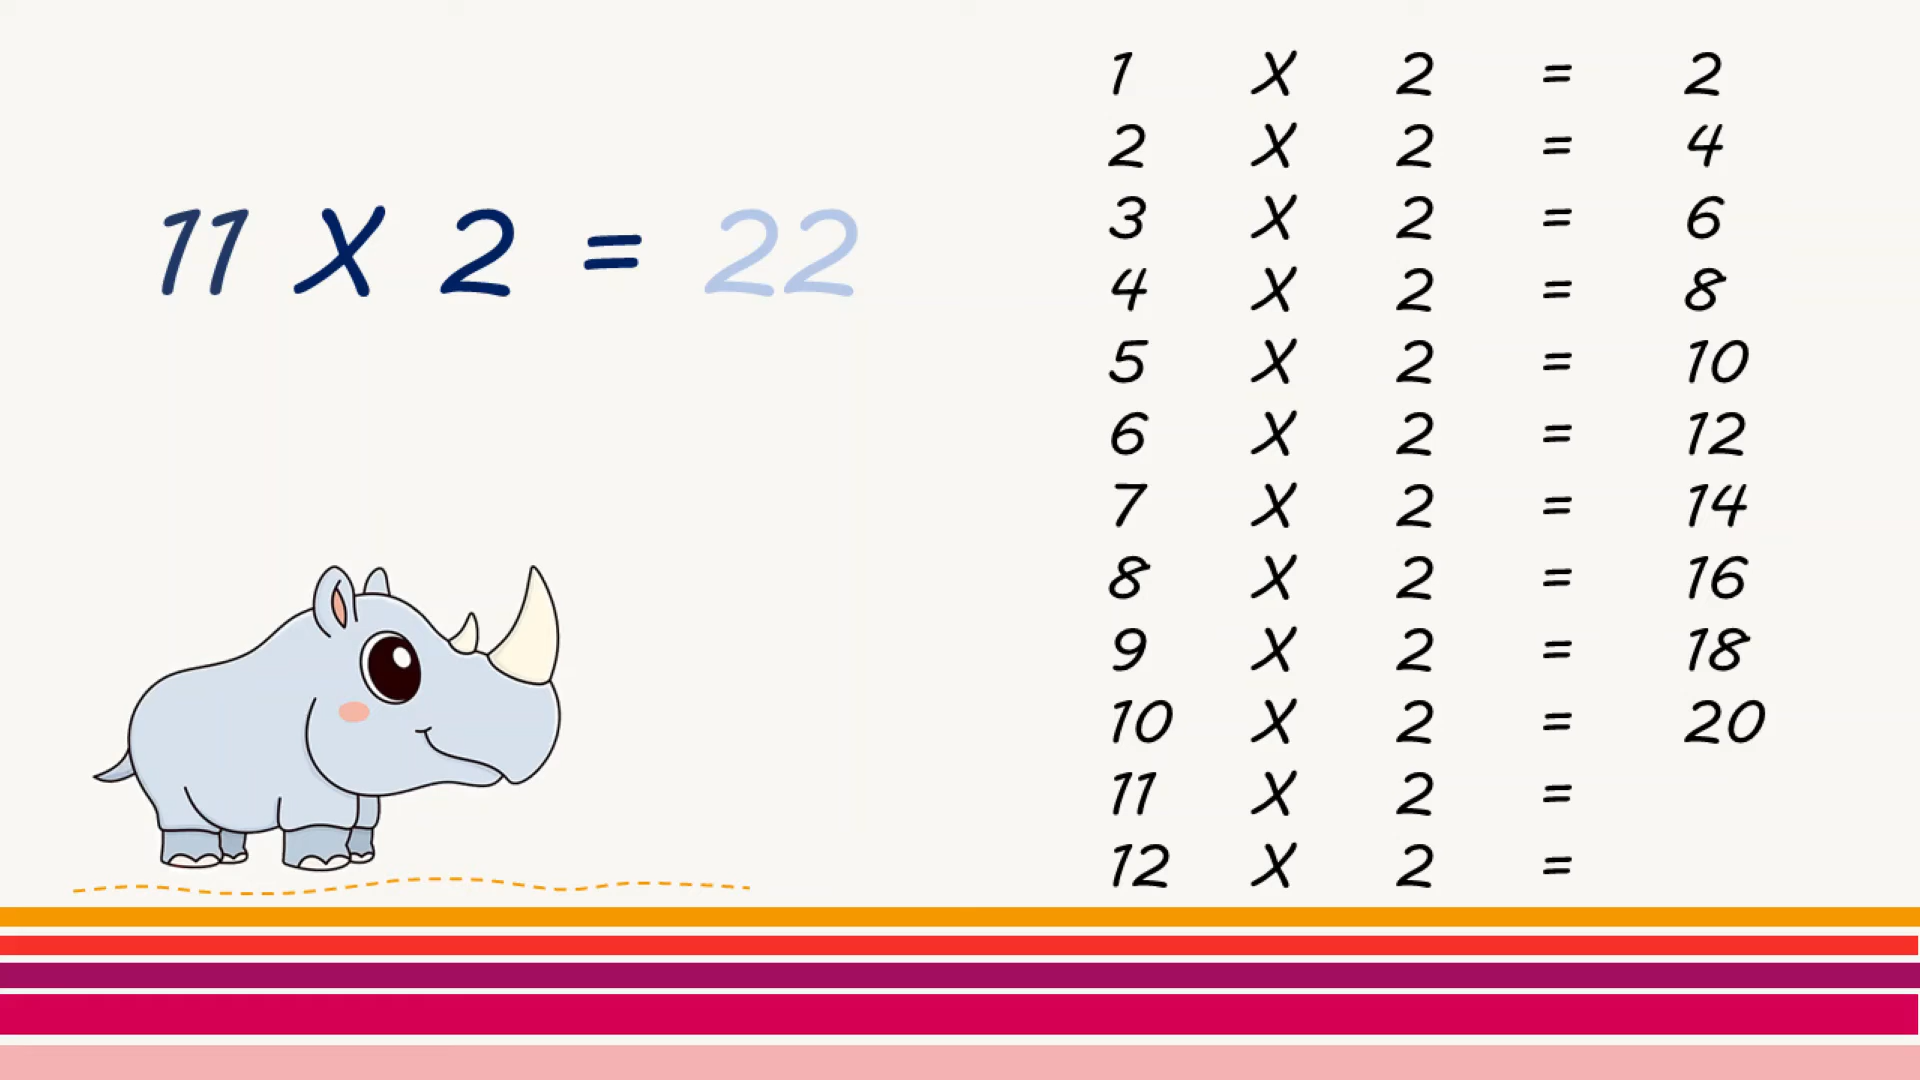 11 X 2 = 22
1 X 2 = 2
2 X 2 = 4
3 X 2 = 6
4 X 2 = 8
5 X 2 = 10
6 X 2 = 12
7 X 2 = 14
8 X 2 = 16
9 X 2 = 18
10 X 2 = 20
11 X 2 =
12 X 2 =